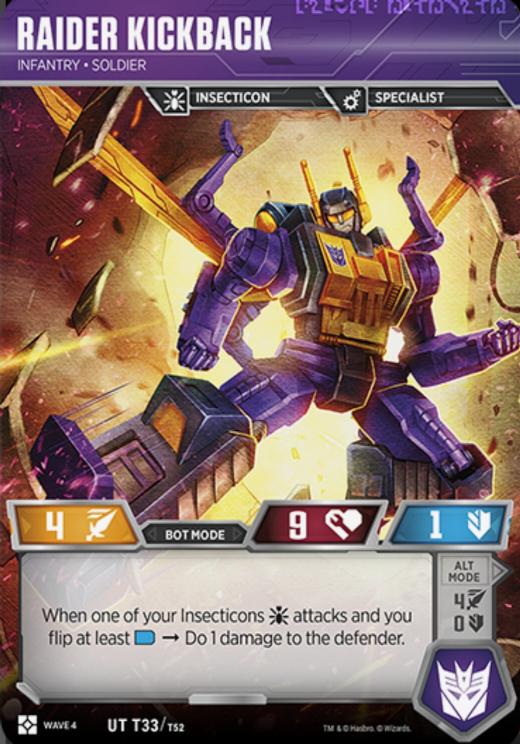 RAIDER KICKBACK
INFANTRY • SOLDIER
INSECTICON
SPECIALIST
4
BOT MODE
9
1
ALT
MODE
4
0
When one of your Insecticons attacks and you
flip at least → Do 1 damage to the defender.
WAVE 4
UT T33/T52
TM & © Hasbro. © Wizards.